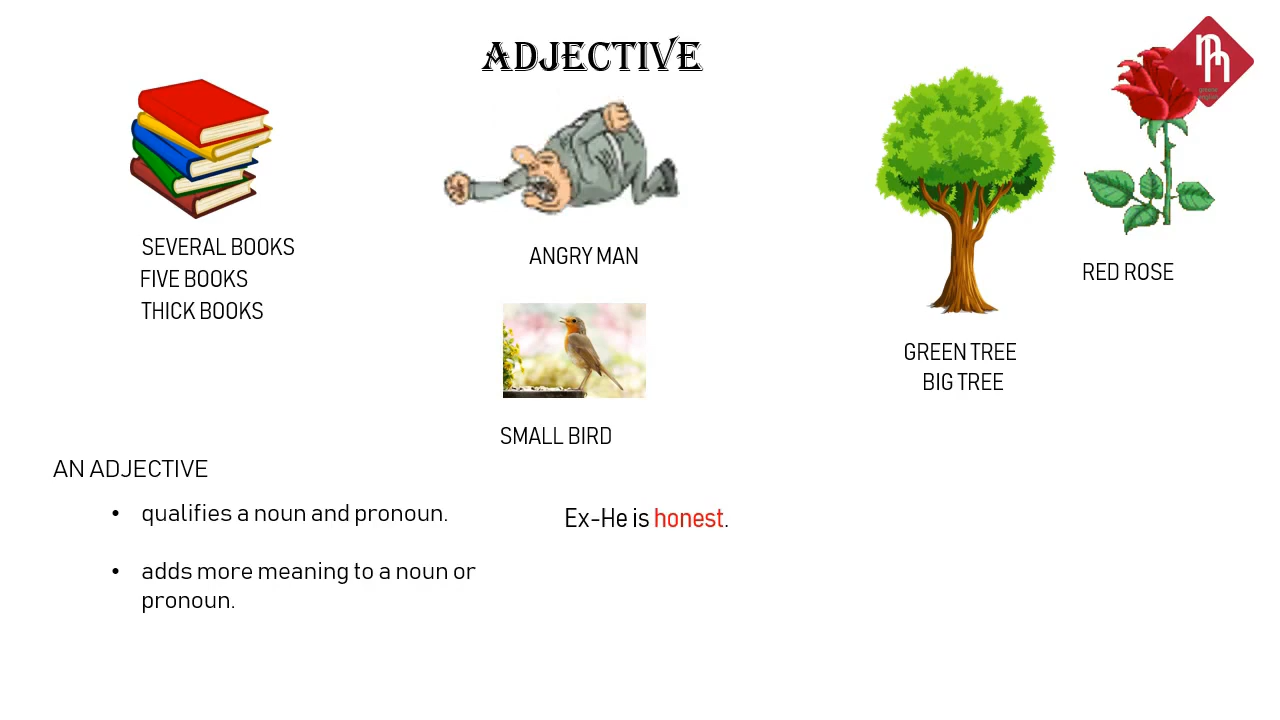 ADJECTIVE
SEVERAL BOOKS
FIVE BOOKS
THICK BOOKS
ANGRY MAN
SMALL BIRD
GREEN TREE
BIG TREE
RED ROSE
AN ADJECTIVE
• qualifies a noun and pronoun.
Ex-He is honest.
• adds more meaning to a noun or
pronoun.